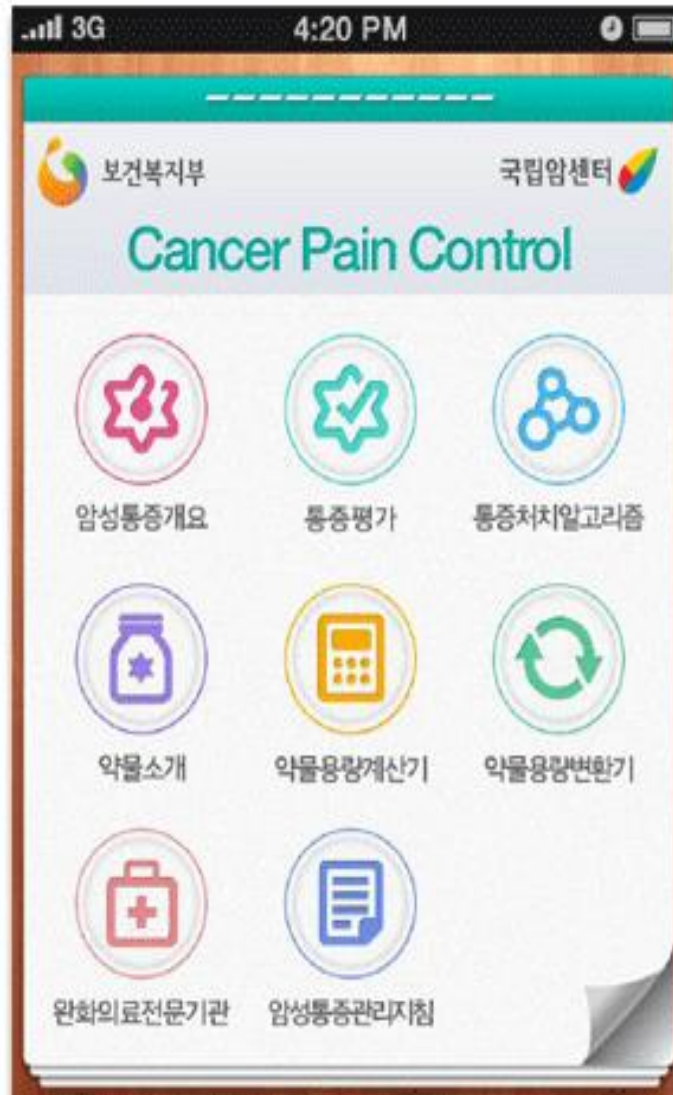 3G 4:20 PM
보건복지부 국립암센터
Cancer Pain Control
암성통증개요 통증평가 통증처치알고리즘
약물소개 약물용량계산기 약물용량변환기
완화의료전문기관 암성통증관리지침